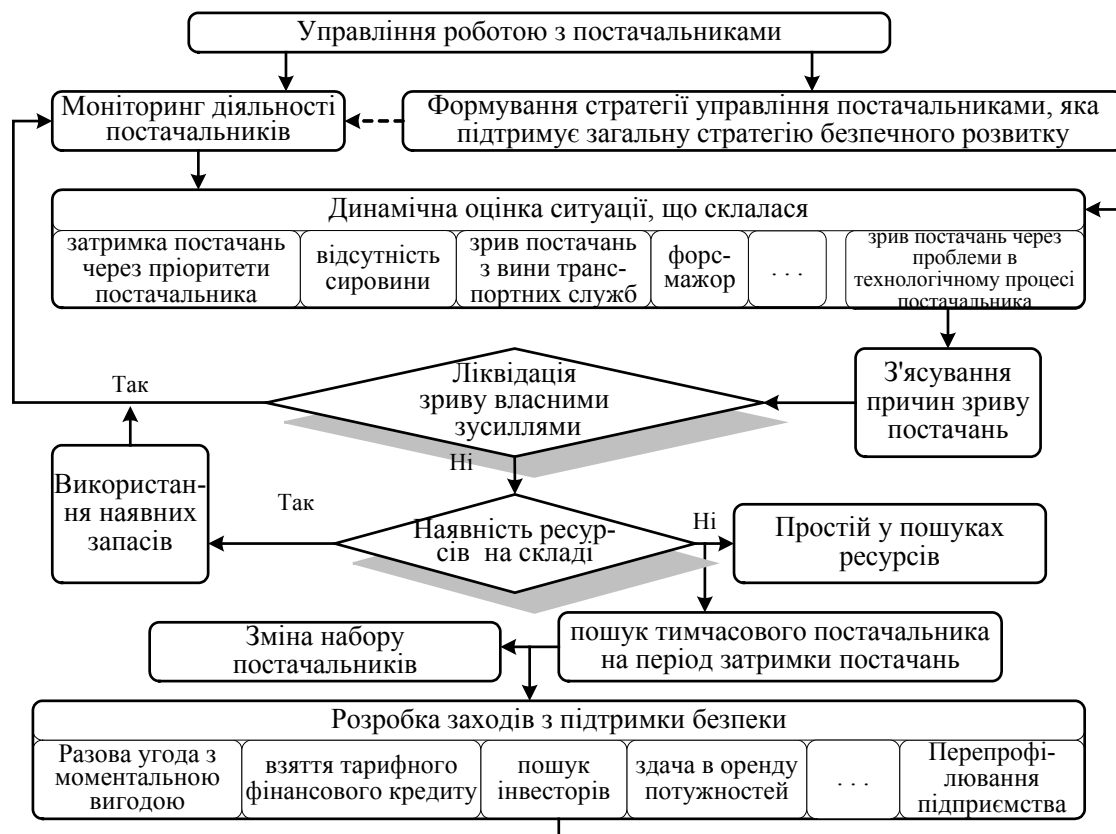 Управління роботою з постачальниками
Моніторинг діяльності
постачальників
Формування стратегії управління постачальниками, яка
підтримує загальну стратегію безпечного розвитку
Динамічна оцінка ситуації, що склалася
затримка постачань
через пріоритети
постачальника
відсутність
сировини
зрив постачань
з вини транс-
портних служб
форс-
мажор
. . .
зрив постачань через
проблеми в
технологічному процесі
постачальника
Ліквідація
зриву власними
зусиллями
З'ясування
причин зриву
постачань
Так
Ні
Використан-
ня наявних
запасів
Так
Наявність ресур-
сів на складі
Ні
Простій у пошуках
ресурсів
Зміна набору
постачальників
пошук тимчасового постачальника
на період затримки постачань
Розробка заходів з підтримки безпеки
Разова угода з
моментальною
вигодою
взяття тарифного
фінансового кредиту
пошук
інвесторів
здача в оренду
потужностей
. . .
Перепрофі-
лювання
підприємства